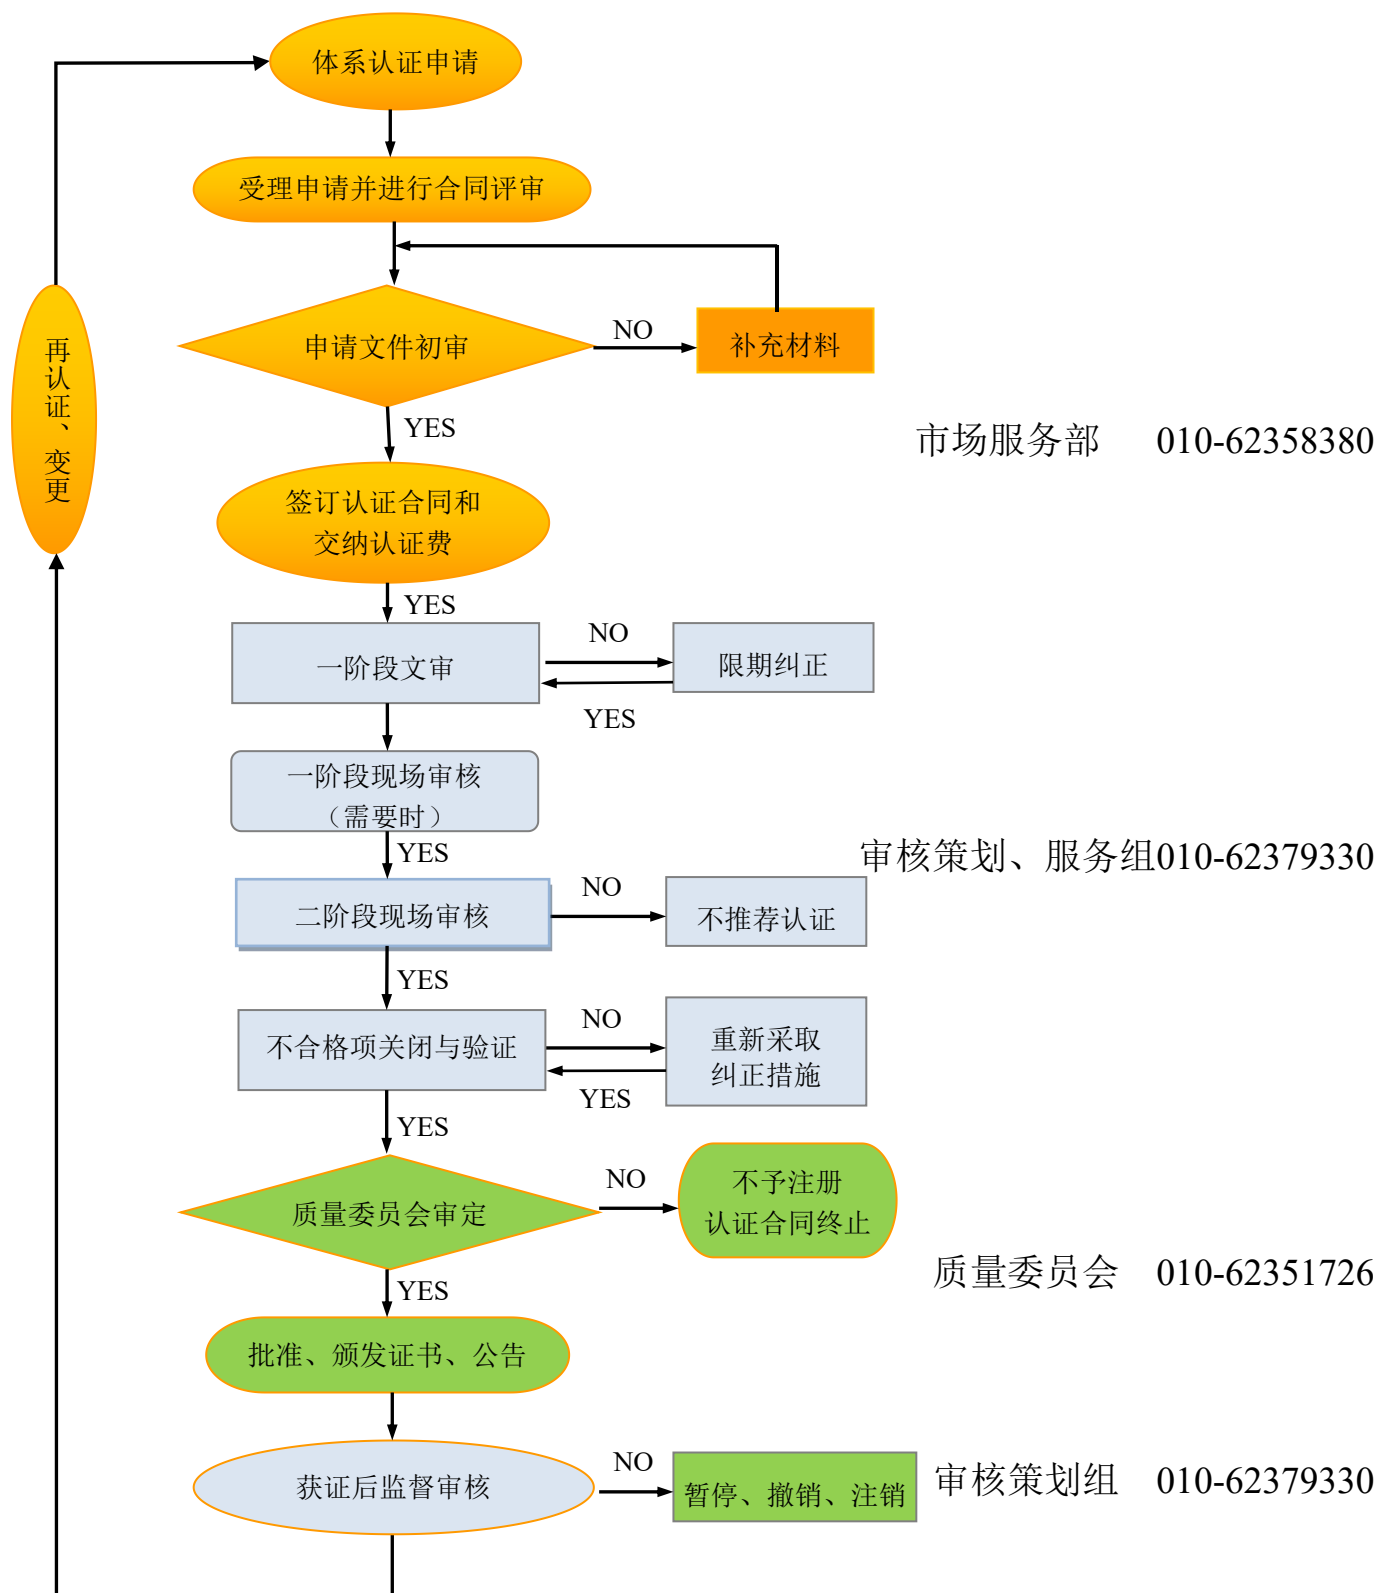 体系认证申请
受理申请并进行合同评审
申请文件初审
NO
补充材料
再认证、变更
YES
市场服务部 010-62358380
签订认证合同和
交纳认证费
YES
一阶段文审
NO
限期纠正
YES
一阶段现场审核
（需要时）
YES
审核策划、服务组010-62379330
二阶段现场审核
NO
不推荐认证
YES
不合格项关闭与验证
NO
重新采取
纠正措施
YES
YES
质量委员会审定
NO
不予注册
认证合同终止
质量委员会 010-62351726
YES
批准、颁发证书、公告
获证后监督审核
NO
暂停、撤销、注销
审核策划组 010-62379330